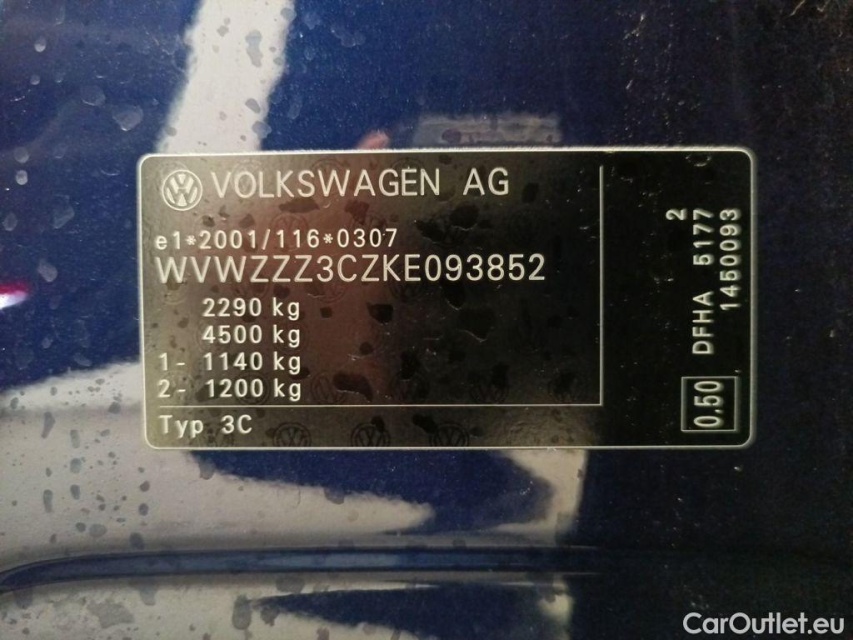 VOLKSWAGEN AG
e1*2001/116*0307
WVWZZZ3CZKE093852
2290 kg
4500 kg
1- 1140 kg
2- 1200 kg
Typ 3C
2
DFHA 5177
1450093
0.50
CarOutlet.eu